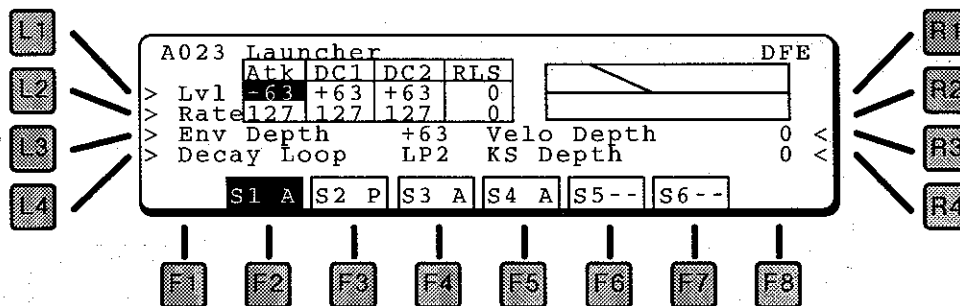 A023 Launcher DFE
Atk DC1 DC2 RLS
> Lvl -63 +63 +63 0
> Rate 127 127 127 0
> Env Depth +63 Velo Depth 0 <
> Decay Loop LP2 KS Depth 0 <
S1 A S2 P S3 A S4 A S5-- S6--
L1
L2
L3
L4
R1
R2
R3
R4
F1 F2 F3 F4 F5 F6 F7 F8